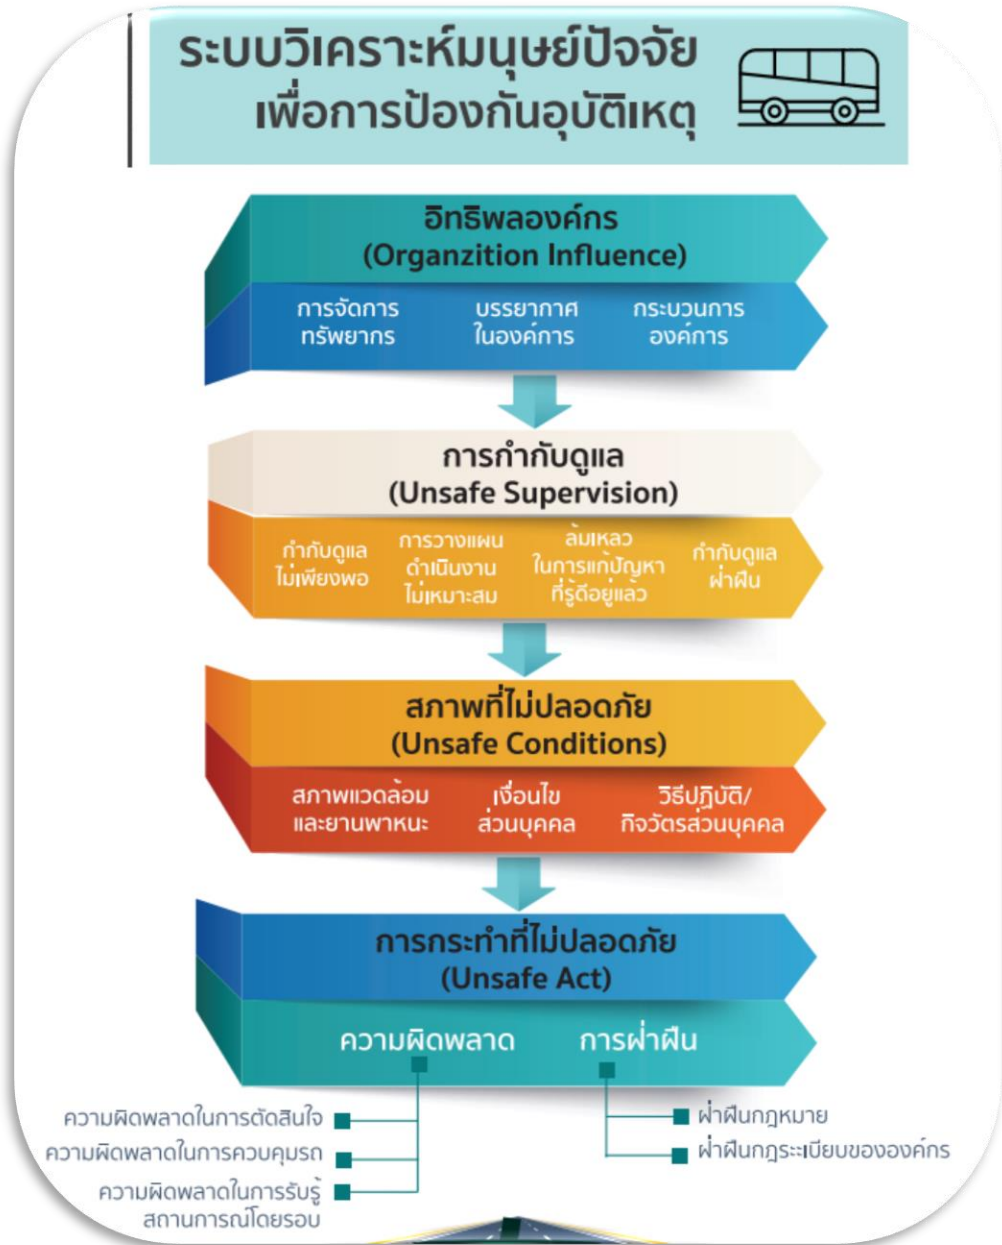 ระบบวิเคราะห์มนุษย์ปัจจัย
เพื่อการป้องกันอุบัติเหตุ
อิทธิพลองค์กร
(Organzition Influence)
การจัดการ
ทรัพยากร
บรรยากาศ
ในองค์การ
กระบวนการ
องค์การ
การกำกับดูแล
(Unsafe Supervision)
กำกับดูแล
ไม่เพียงพอ
การวางแผน
ดำเนินงาน
ไม่เหมาะสม
ล้มเหลว
ในการแก้ปัญหา
ที่รู้ดีอยู่แล้ว
กำกับดูแล
ฝ่าฝืน
สภาพที่ไม่ปลอดภัย
(Unsafe Conditions)
สภาพแวดล้อม
และยานพาหนะ
เงื่อนไข
ส่วนบุคคล
วิธีปฏิบัติ/
กิจวัตรส่วนบุคคล
การกระทำที่ไม่ปลอดภัย
(Unsafe Act)
ความผิดพลาด
การฝ่าฝืน
ความผิดพลาดในการตัดสินใจ
ความผิดพลาดในการควบคุมรถ
ความผิดพลาดในการรับรู้
สถานการณ์โดยรอบ
ฝ่าฝืนกฎหมาย
ฝ่าฝืนกฎระะเบียบขององค์กร